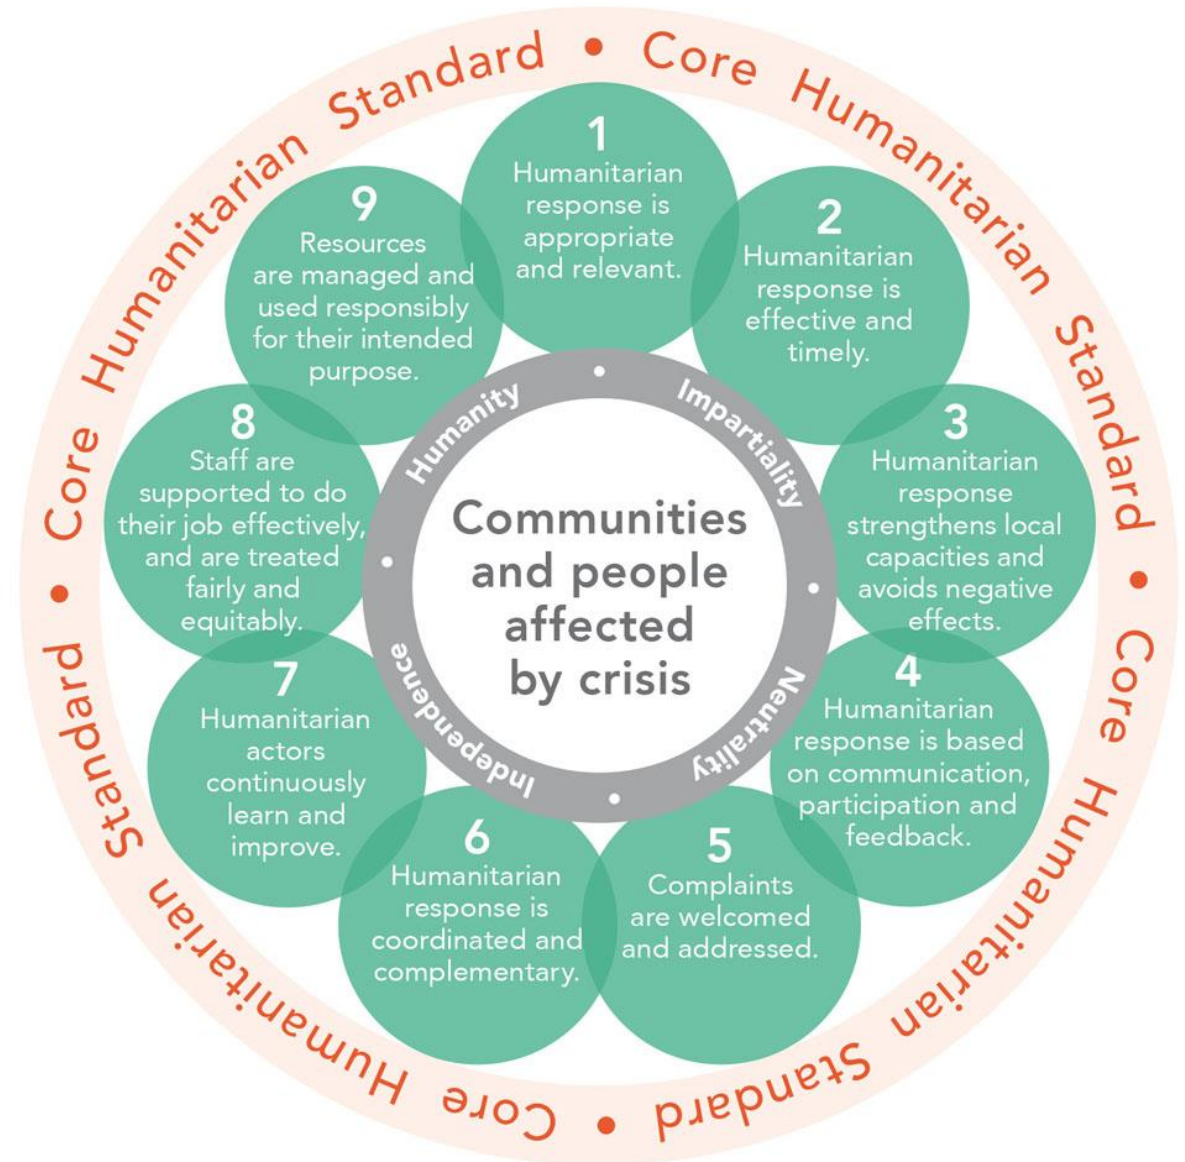 Core Humanitarian Standard • Core Humanitarian Standard • Core Humanitarian Standard • Core Humanitarian Standard •
1
Humanitarian
response is
appropriate
and relevant.
2
Humanitarian
response is
effective and
timely.
3
Humanitarian
response
strengthens local
capacities and
avoids negative
effects.
4
Humanitarian
response is based
on communication,
participation and
feedback.
5
Complaints
are welcomed
and addressed.
6
Humanitarian
response is
coordinated and
complementary.
7
Humanitarian
actors
continuously
learn and
improve.
8
Staff are
supported to do
their job effectively,
and are treated
fairly and
equitably.
9
Resources
are managed and
used responsibly
for their intended
purpose.
Humanity • Impartiality • Neutrality • Independence •
Communities
and people
affected
by crisis